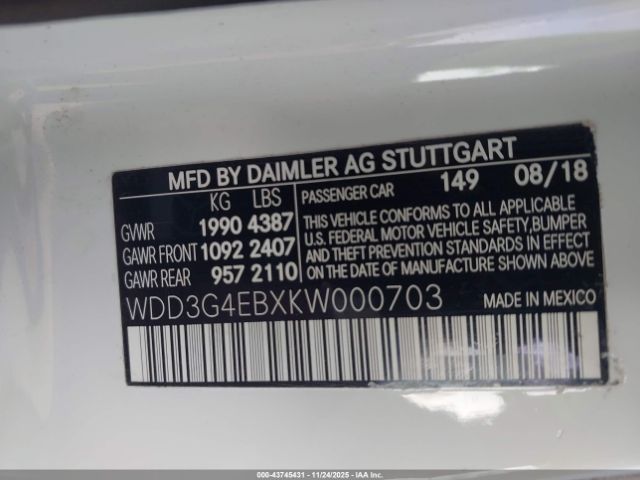 MFD BY DAIMLER AG STUTTGART
KG LBS
GVWR 1990 4387
GAWR FRONT 1092 2407
GAWR REAR 957 2110
PASSENGER CAR 149 08/18
THIS VEHICLE CONFORMS TO ALL APPLICABLE
U.S. FEDERAL MOTOR VEHICLE SAFETY,BUMPER
AND THEFT PREVENTION STANDARDS IN EFFECT
ON THE DATE OF MANUFACTURE SHOWN ABOVE.
WDD3G4EBXKW000703
MADE IN MEXICO
000-43745431 - 11/24/2025 - IAA, Inc.